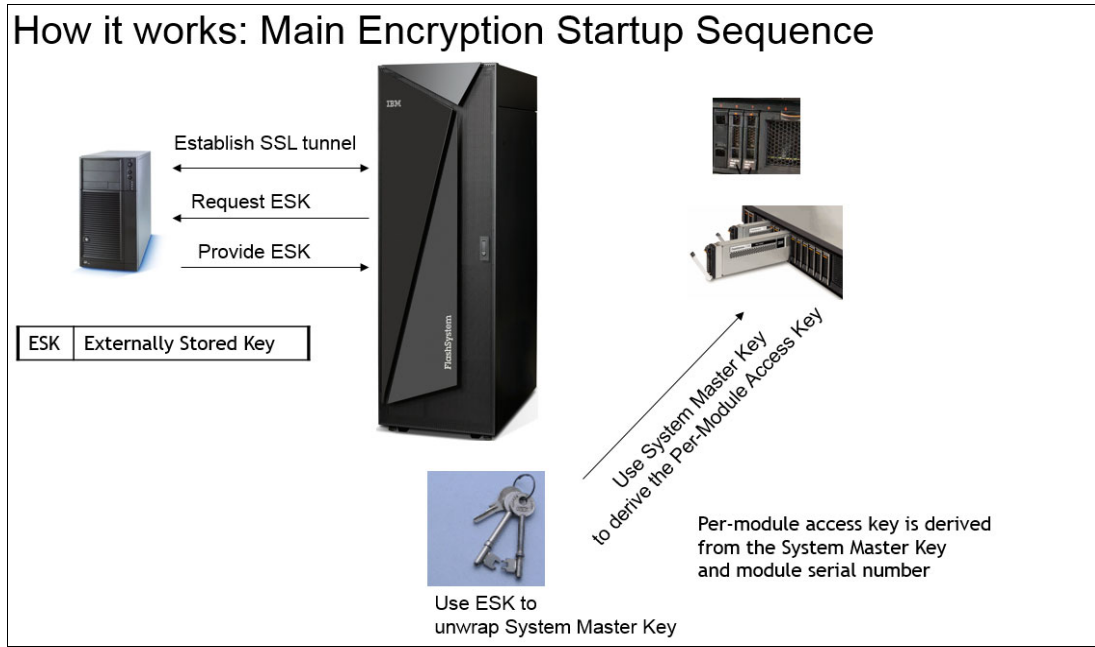 How it works: Main Encryption Startup Sequence
Establish SSL tunnel
Request ESK
Provide ESK
ESK Externally Stored Key
IBM
FlashSystem
Use System Master Key
to derive the Per-Module Access Key
Use ESK to
unwrap System Master Key
Per-module access key is derived
from the System Master Key
and module serial number